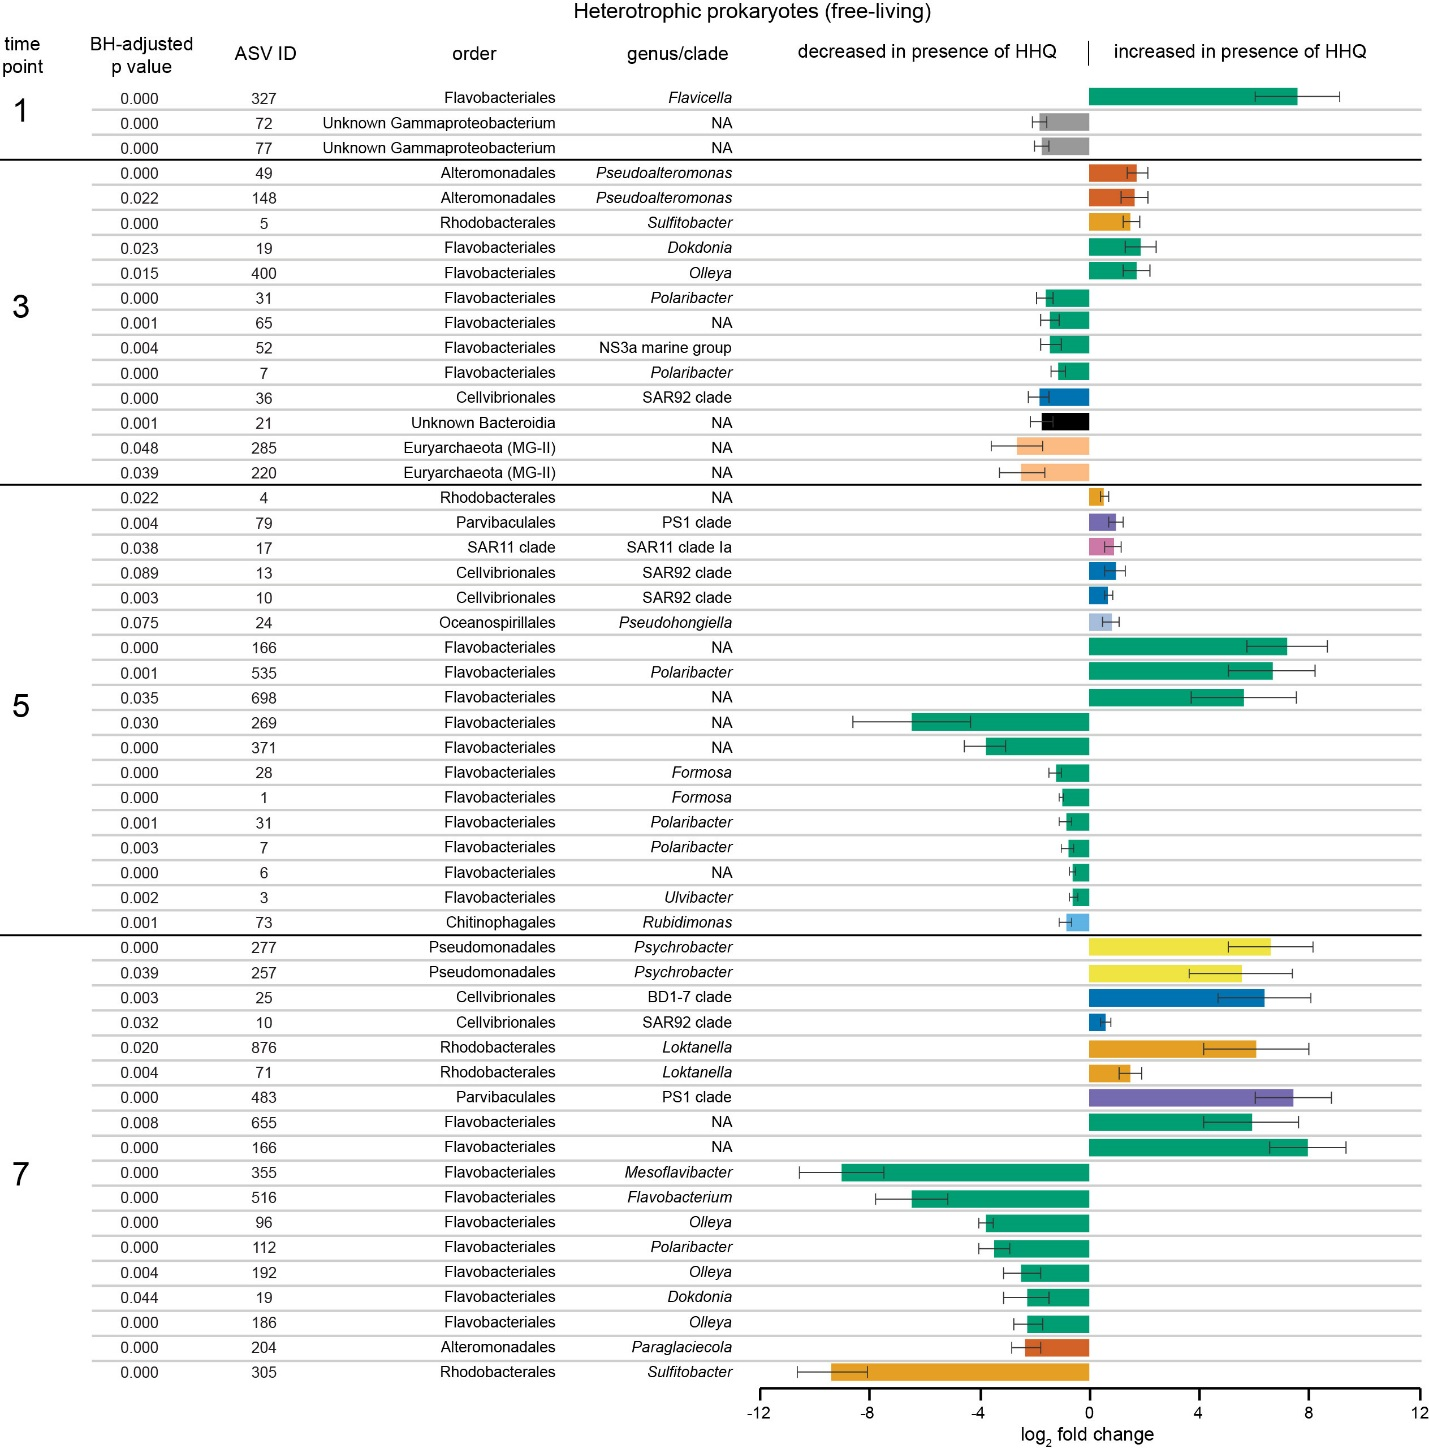 Heterotrophic prokaryotes (free-living)
time point BH-adjusted p value ASV ID order genus/clade decreased in presence of HHQ | increased in presence of HHQ
1
0.000 327 Flavobacteriales Flavicella
0.000 72 Unknown Gammaproteobacterium NA
0.000 77 Unknown Gammaproteobacterium NA
3
0.000 49 Alteromonadales Pseudoalteromonas
0.022 148 Alteromonadales Pseudoalteromonas
0.000 5 Rhodobacterales Sulfitobacter
0.023 19 Flavobacteriales Dokdonia
0.015 400 Flavobacteriales Olleya
0.000 31 Flavobacteriales Polaribacter
0.001 65 Flavobacteriales NA
0.004 52 Flavobacteriales NS3a marine group
0.000 7 Flavobacteriales Polaribacter
0.000 36 Cellvibrionales SAR92 clade
0.001 21 Unknown Bacteroidia NA
0.048 285 Euryarchaeota (MG-II) NA
0.039 220 Euryarchaeota (MG-II) NA
5
0.022 4 Rhodobacterales NA
0.004 79 Parvibaculales PS1 clade
0.038 17 SAR11 clade SAR11 clade Ia
0.089 13 Cellvibrionales SAR92 clade
0.003 10 Cellvibrionales SAR92 clade
0.075 24 Oceanospirillales Pseudohongiella
0.000 166 Flavobacteriales NA
0.001 535 Flavobacteriales Polaribacter
0.035 698 Flavobacteriales NA
0.030 269 Flavobacteriales NA
0.000 371 Flavobacteriales NA
0.000 28 Flavobacteriales Formosa
0.000 1 Flavobacteriales Formosa
0.001 31 Flavobacteriales Polaribacter
0.003 7 Flavobacteriales Polaribacter
0.000 6 Flavobacteriales NA
0.002 3 Flavobacteriales Ulvibacter
0.001 73 Chitinophagales Rubidimonas
7
0.000 277 Pseudomonadales Psychrobacter
0.039 257 Pseudomonadales Psychrobacter
0.003 25 Cellvibrionales BD1-7 clade
0.032 10 Cellvibrionales SAR92 clade
0.020 876 Rhodobacterales Loktanella
0.004 71 Rhodobacterales Loktanella
0.000 483 Parvibaculales PS1 clade
0.008 655 Flavobacteriales NA
0.000 166 Flavobacteriales NA
0.000 355 Flavobacteriales Mesoflavibacter
0.000 516 Flavobacteriales Flavobacterium
0.000 96 Flavobacteriales Olleya
0.000 112 Flavobacteriales Polaribacter
0.004 192 Flavobacteriales Olleya
0.044 19 Flavobacteriales Dokdonia
0.000 186 Flavobacteriales Olleya
0.000 204 Alteromonadales Paraglaciecola
0.000 305 Rhodobacterales Sulfitobacter
-12 -8 -4 0 4 8 12
log2 fold change